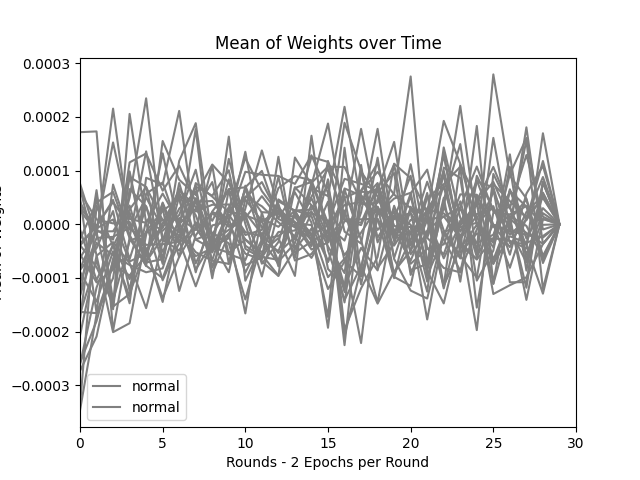 Mean of Weights over Time
0.0003
0.0002
0.0001
0.0000
−0.0001
−0.0002
−0.0003
normal
normal
0 5 10 15 20 25 30
Rounds - 2 Epochs per Round